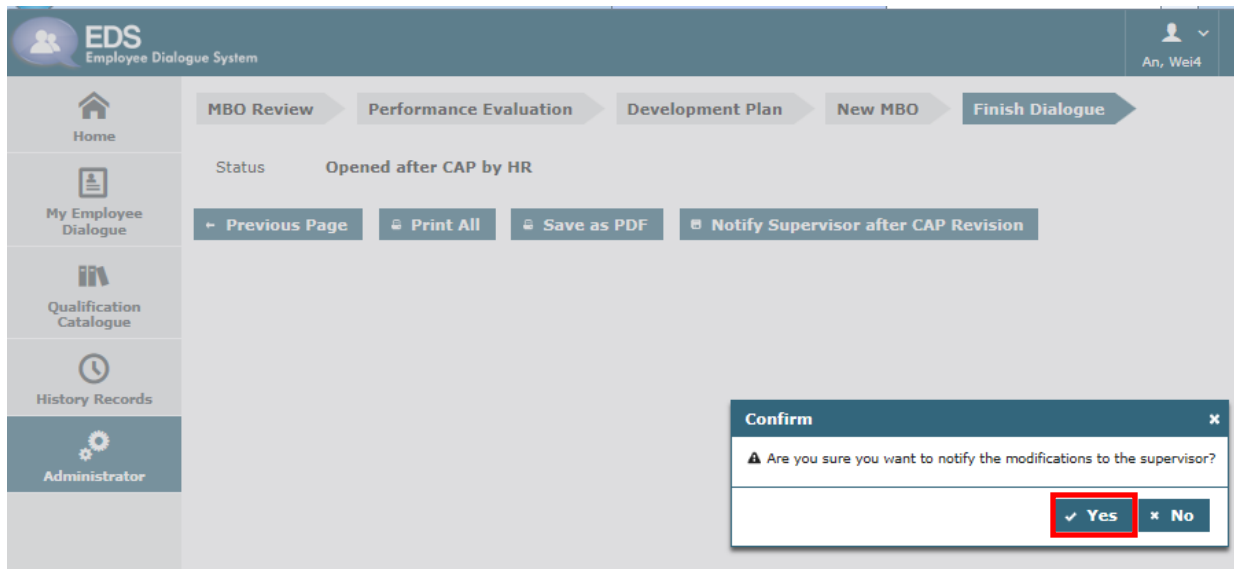 EDS
Employee Dialogue System
An, Wei4
Home
My Employee
Dialogue
Qualification
Catalogue
History Records
Administrator
MBO Review
Performance Evaluation
Development Plan
New MBO
Finish Dialogue
Status Opened after CAP by HR
Previous Page
Print All
Save as PDF
Notify Supervisor after CAP Revision
Confirm
Are you sure you want to notify the modifications to the supervisor?
Yes
No